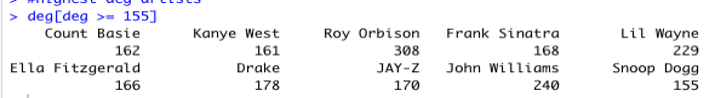 > #highest deg artists
> deg[deg >= 155]
Count Basie Kanye West Roy Orbison Frank Sinatra Lil Wayne
162 161 308 168 229
Ella Fitzgerald Drake JAY-Z John Williams Snoop Dogg
166 178 170 240 155